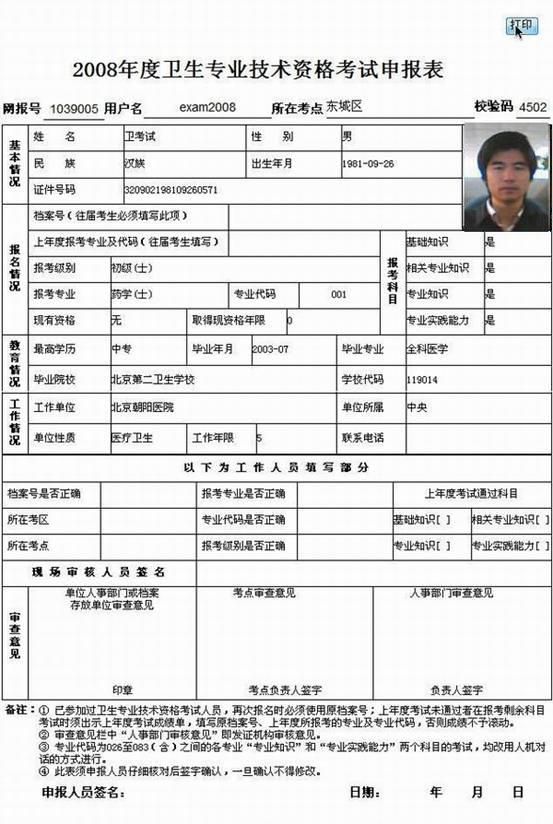 打印
2008年度卫生专业技术资格考试申报表
网报号 1039005 用户名 exam2008 所在考点 东城区 校验码 4502
基本情况
姓 名 卫考试 性 别 男
民 族 汉族 出生年月 1981-09-26
证件号码 320902198109260571
报名情况
档案号(往届考生必须填写此项)
上年度报考专业及代码(往届考生填写) 报考科目 基础知识 是
报考级别 初级(士) 相关专业知识 是
报考专业 药学(士) 专业代码 001 专业知识 是
现有资格 无 取得现资格年限 0 专业实践能力 是
教育情况
最高学历 中专 毕业年月 2003-07 毕业专业 全科医学
毕业院校 北京第二卫生学校 学校代码 119014
工作情况
工作单位 北京朝阳医院 单位所属 中央
单位性质 医疗卫生 工作年限 5 联系电话
以下为工作人员填写部分
档案号是否正确 报考专业是否正确 上年度考试通过科目
所在考区 专业代码是否正确 基础知识[ ] 相关专业知识[ ]
所在考点 报考级别是否正确 专业知识[ ] 专业实践能力[ ]
现场审核人员签名
审查意见
单位人事部门或档案 考点审查意见 人事部门审查意见
存放单位审查意见
印章 考点负责人签字 负责人签字
备注:① 已参加过卫生专业技术资格考试人员,再次报名时必须使用原档案号;上年度考试未通过者在报考剩余科目
考试时须出示上年度考试成绩单,填写原档案号、上年度所报考的专业及专业代码,否则成绩不予滚动。
② 审查意见栏中“人事部门审核意见”即发证机构审核意见。
③ 专业代码为026至083(含)之间的各专业“专业知识”和“专业实践能力”两个科目的考试,均改用人机对
话的方式进行。
④ 此表须申报人员仔细核对后签字确认,一旦确认不得修改。
申报人员签名: 日期: 年 月 日